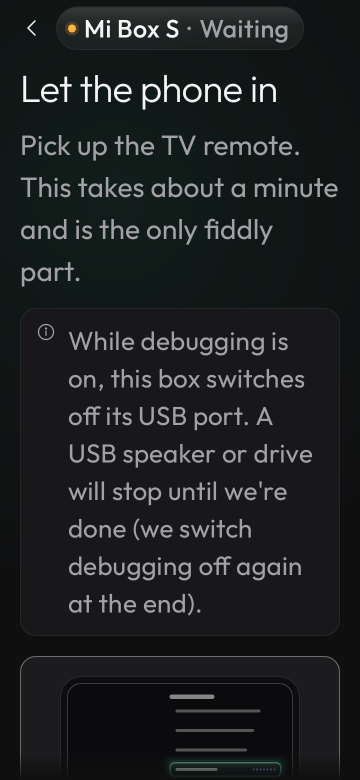 Mi Box S · Waiting
Let the phone in
Pick up the TV remote.
This takes about a minute
and is the only fiddly
part.
While debugging is
on, this box switches
off its USB port. A
USB speaker or drive
will stop until we're
done (we switch
debugging off again
at the end).